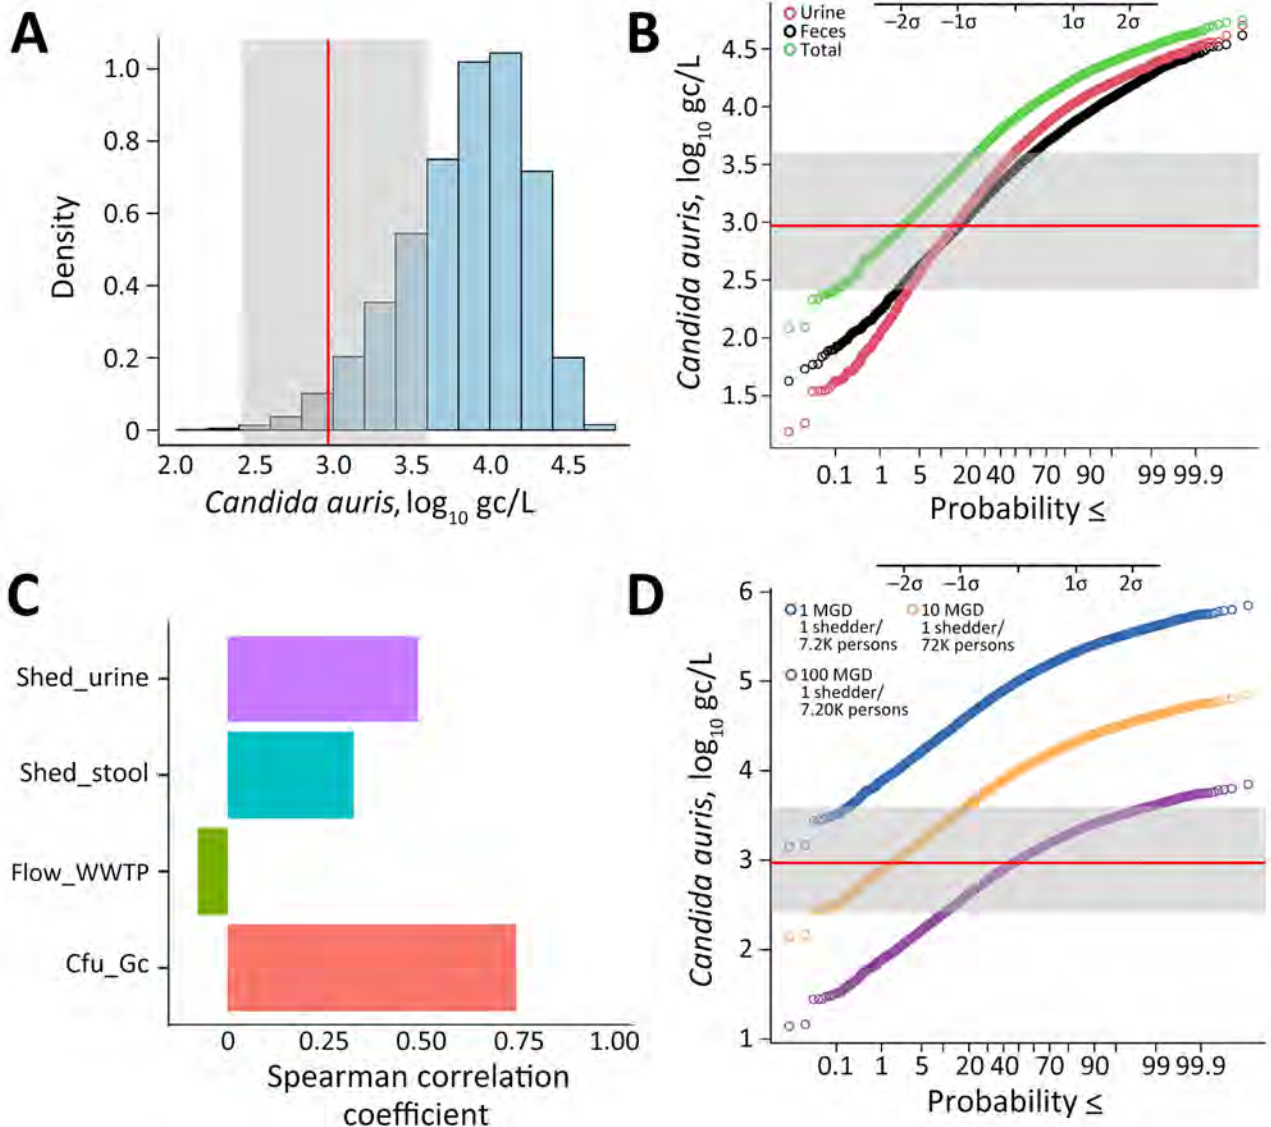 A
1.0
0.8
0.6
0.4
0.2
0
Density
2.0 2.5 3.0 3.5 4.0 4.5
Candida auris, log10 gc/L
B
Urine
Feces
Total
−2σ −1σ 1σ 2σ
4.5
4.0
3.5
3.0
2.5
2.0
1.5
Candida auris, log10 gc/L
0.1 1 5 20 40 70 90 99 99.9
Probability ≤
C
Shed_urine
Shed_stool
Flow_WWTP
Cfu_Gc
0 0.25 0.50 0.75 1.00
Spearman correlation
coefficient
D
−2σ −1σ 1σ 2σ
1 MGD
1 shedder/
7.2K persons
10 MGD
1 shedder/
72K persons
100 MGD
1 shedder/
7.20K persons
6
5
4
3
2
1
Candida auris, log10 gc/L
0.1 1 5 20 40 70 90 99 99.9
Probability ≤